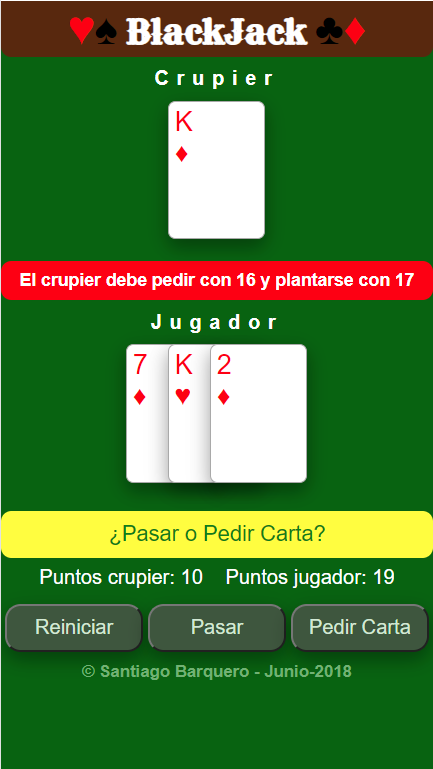 ♥♠ BlackJack ♣♦
Crupier
K
♦
El crupier debe pedir con 16 y plantarse con 17
Jugador
7 K 2
♦ ♥ ♦
¿Pasar o Pedir Carta?
Puntos crupier: 10 Puntos jugador: 19
Reiniciar Pasar Pedir Carta
© Santiago Barquero - Junio-2018